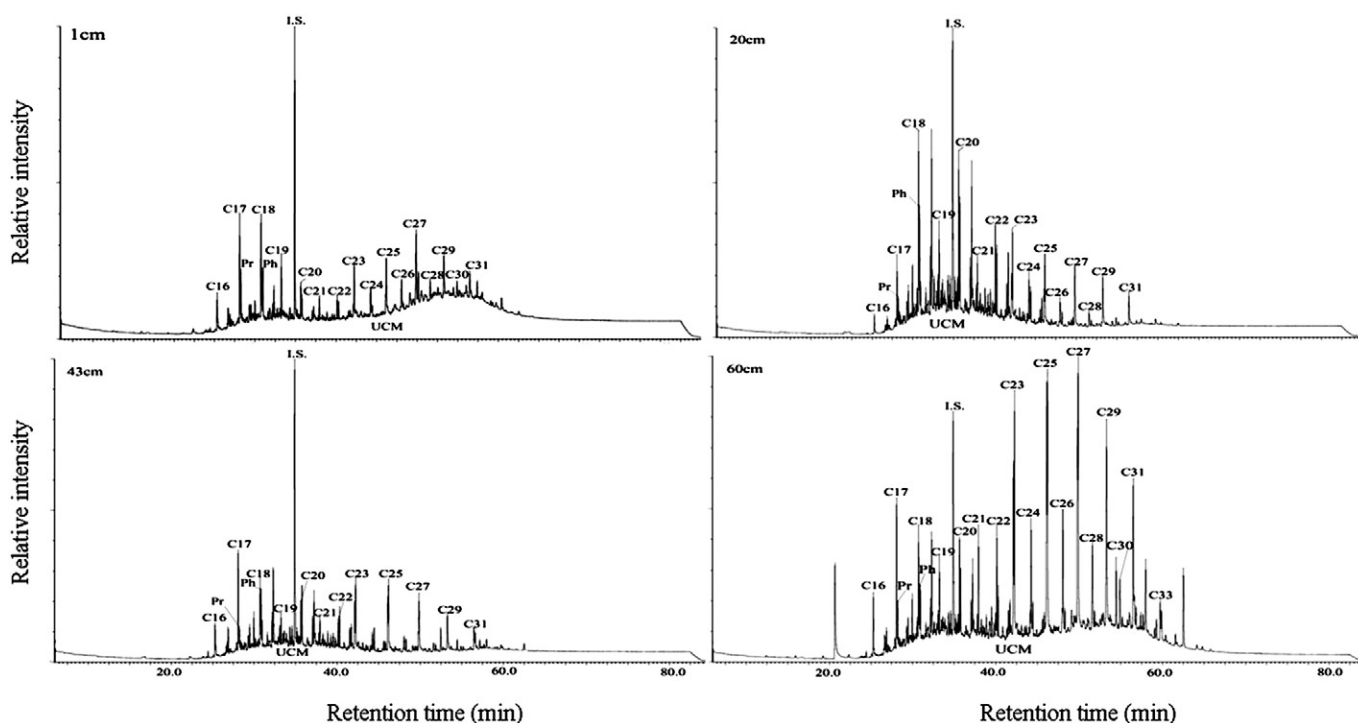 1cm
I.S.
C16
C17
Pr
C18
Ph
C19
C20
C21
C22
C23
C24
C25
C26
C27
C28
C29
C30
C31
UCM
Relative intensity
20cm
I.S.
C16
Pr
C17
Ph
C18
C19
C20
C21
C22
C23
C24
C25
C26
C27
C28
C29
C31
UCM
43cm
I.S.
C16
Pr
C17
Ph
C18
C19
C20
C21
C22
C23
C25
C27
C29
C31
UCM
Relative intensity
20.0
40.0
60.0
80.0
Retention time (min)
60cm
I.S.
C16
C17
Pr
C18
Ph
C19
C20
C21
C22
C23
C24
C25
C26
C27
C28
C29
C30
C31
C33
UCM
20.0
40.0
60.0
80.0
Retention time (min)